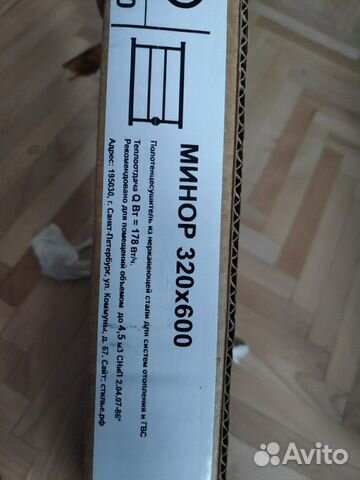 МИНОР 320x600
Полотенцесушитель из нержавеющей стали для систем отопления и ГВС
Теплоотдача Q Вт = 178 Вт/ч.
Рекомендовано для помещений объемом до 4,5 м3 СНиП 2.04.07-86*
Адрес: 195030, г. Санкт-Петербург, ул. Коммуны, д. 67. Сайт: стилье.рф
Avito